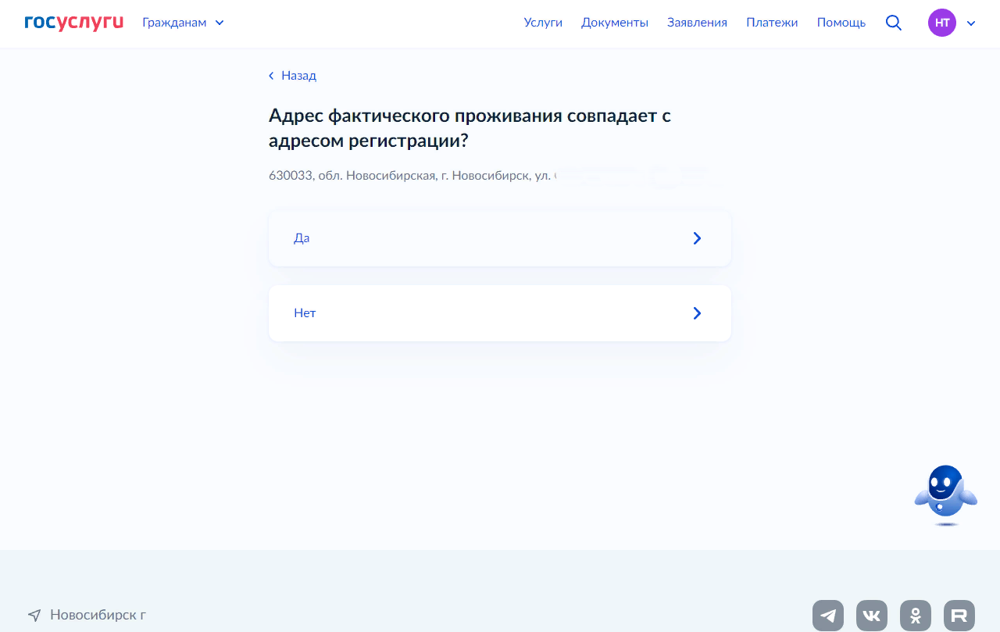 госуслуги Гражданам Услуги Документы Заявления Платежи Помощь НТ
Назад
Адрес фактического проживания совпадает с
адресом регистрации?
630033, обл. Новосибирская, г. Новосибирск, ул.
Да
Нет
Новосибирск г